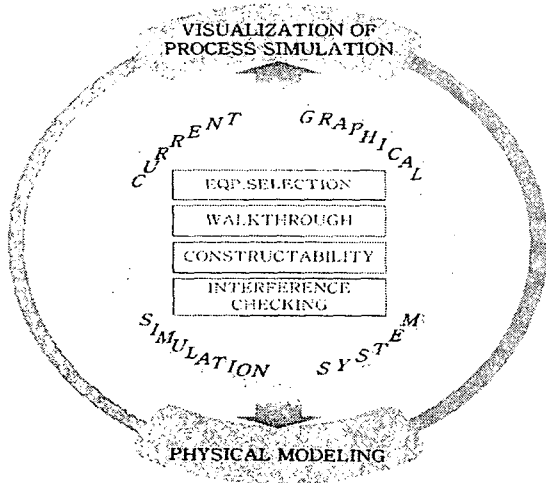 VISUALIZATION OF
PROCESS SIMULATION
CURRENT GRAPHICAL
EQP.SELECTION
WALKTHROUGH
CONSTRUCTABILITY
INTERFERENCE
CHECKING
SIMULATION SYSTEM
PHYSICAL MODELING